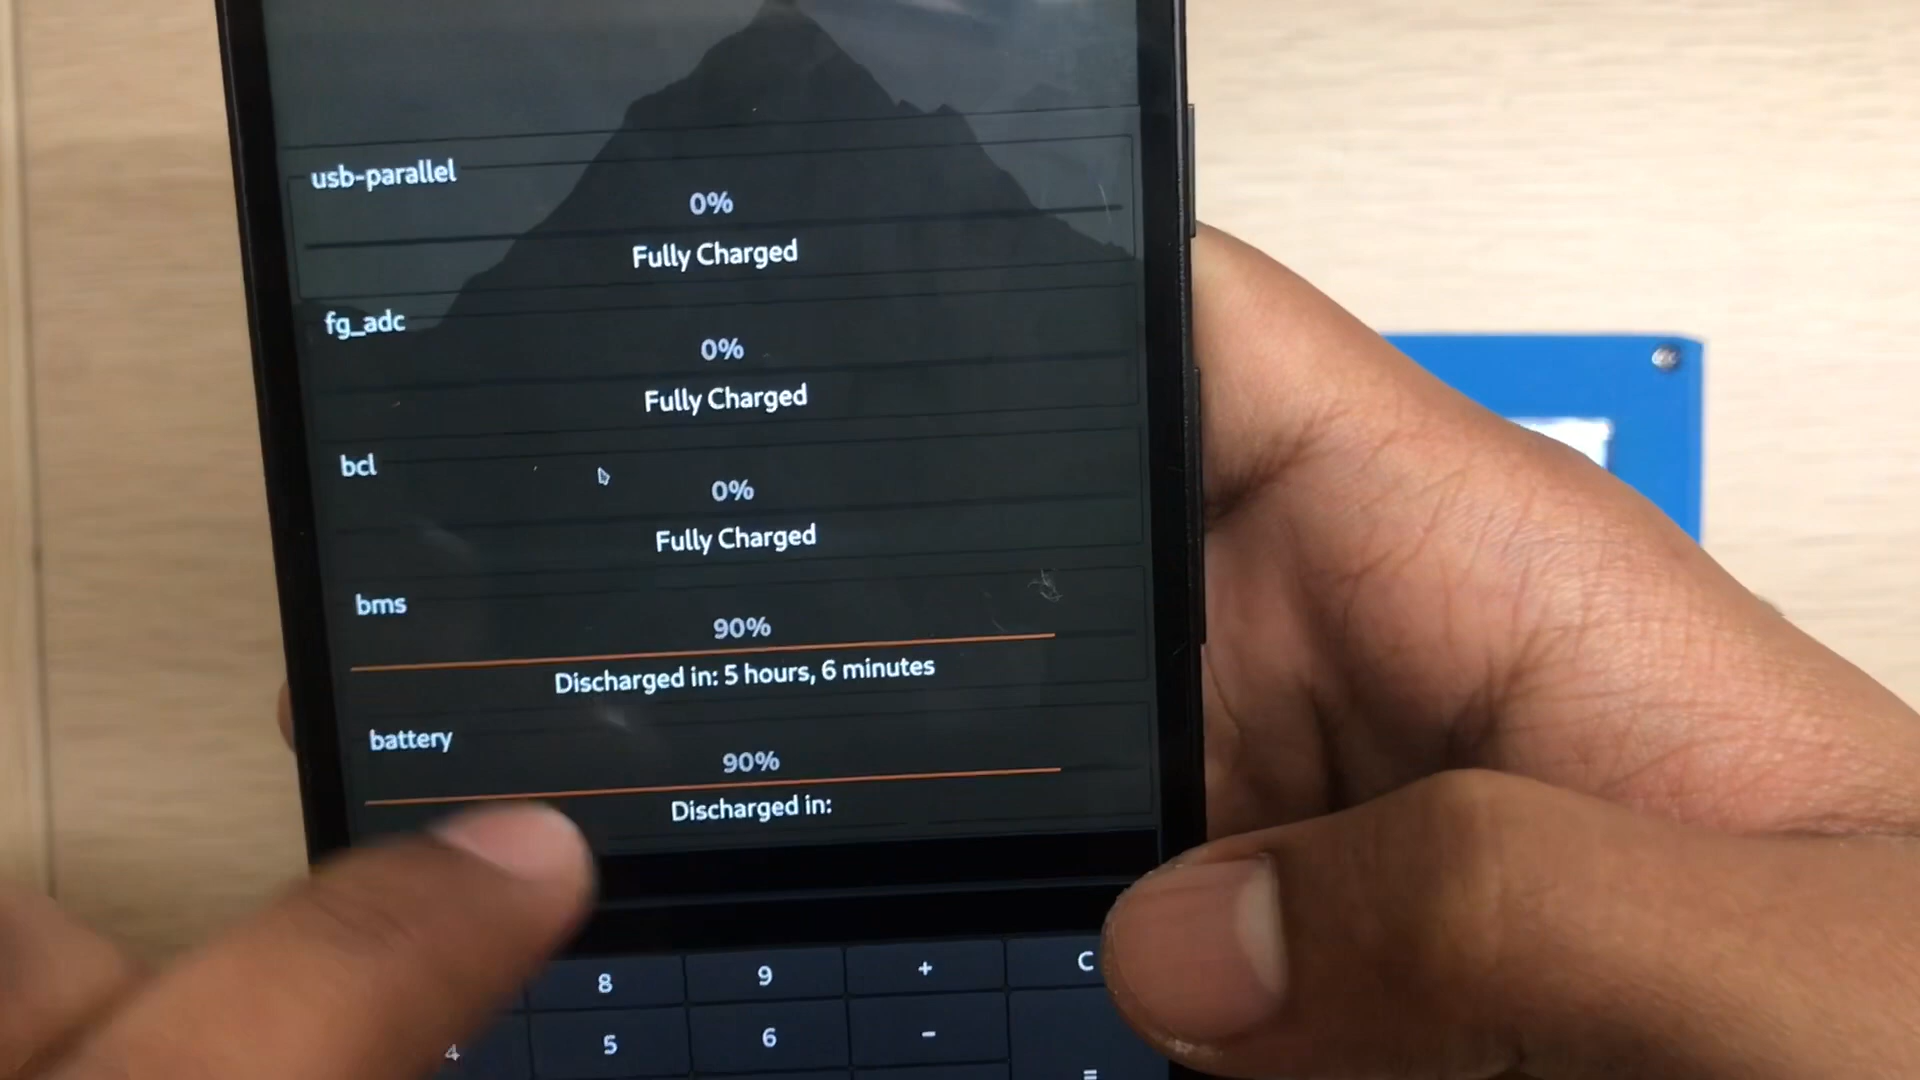 usb-parallel
0%
Fully Charged
fg_adc
0%
Fully Charged
bcl
0%
Fully Charged
bms
90%
Discharged in: 5 hours, 6 minutes
battery
90%
Discharged in:
8 9 + C
4 5 6 − =